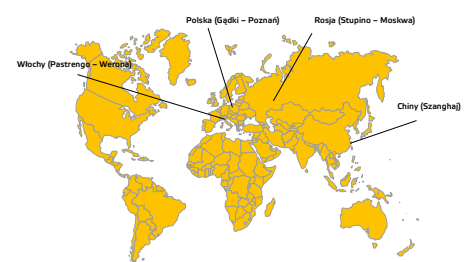 Polska (Gądki – Poznań)
Rosja (Stupino – Moskwa)
Włochy (Pastrengo – Werona)
Chiny (Szanghaj)